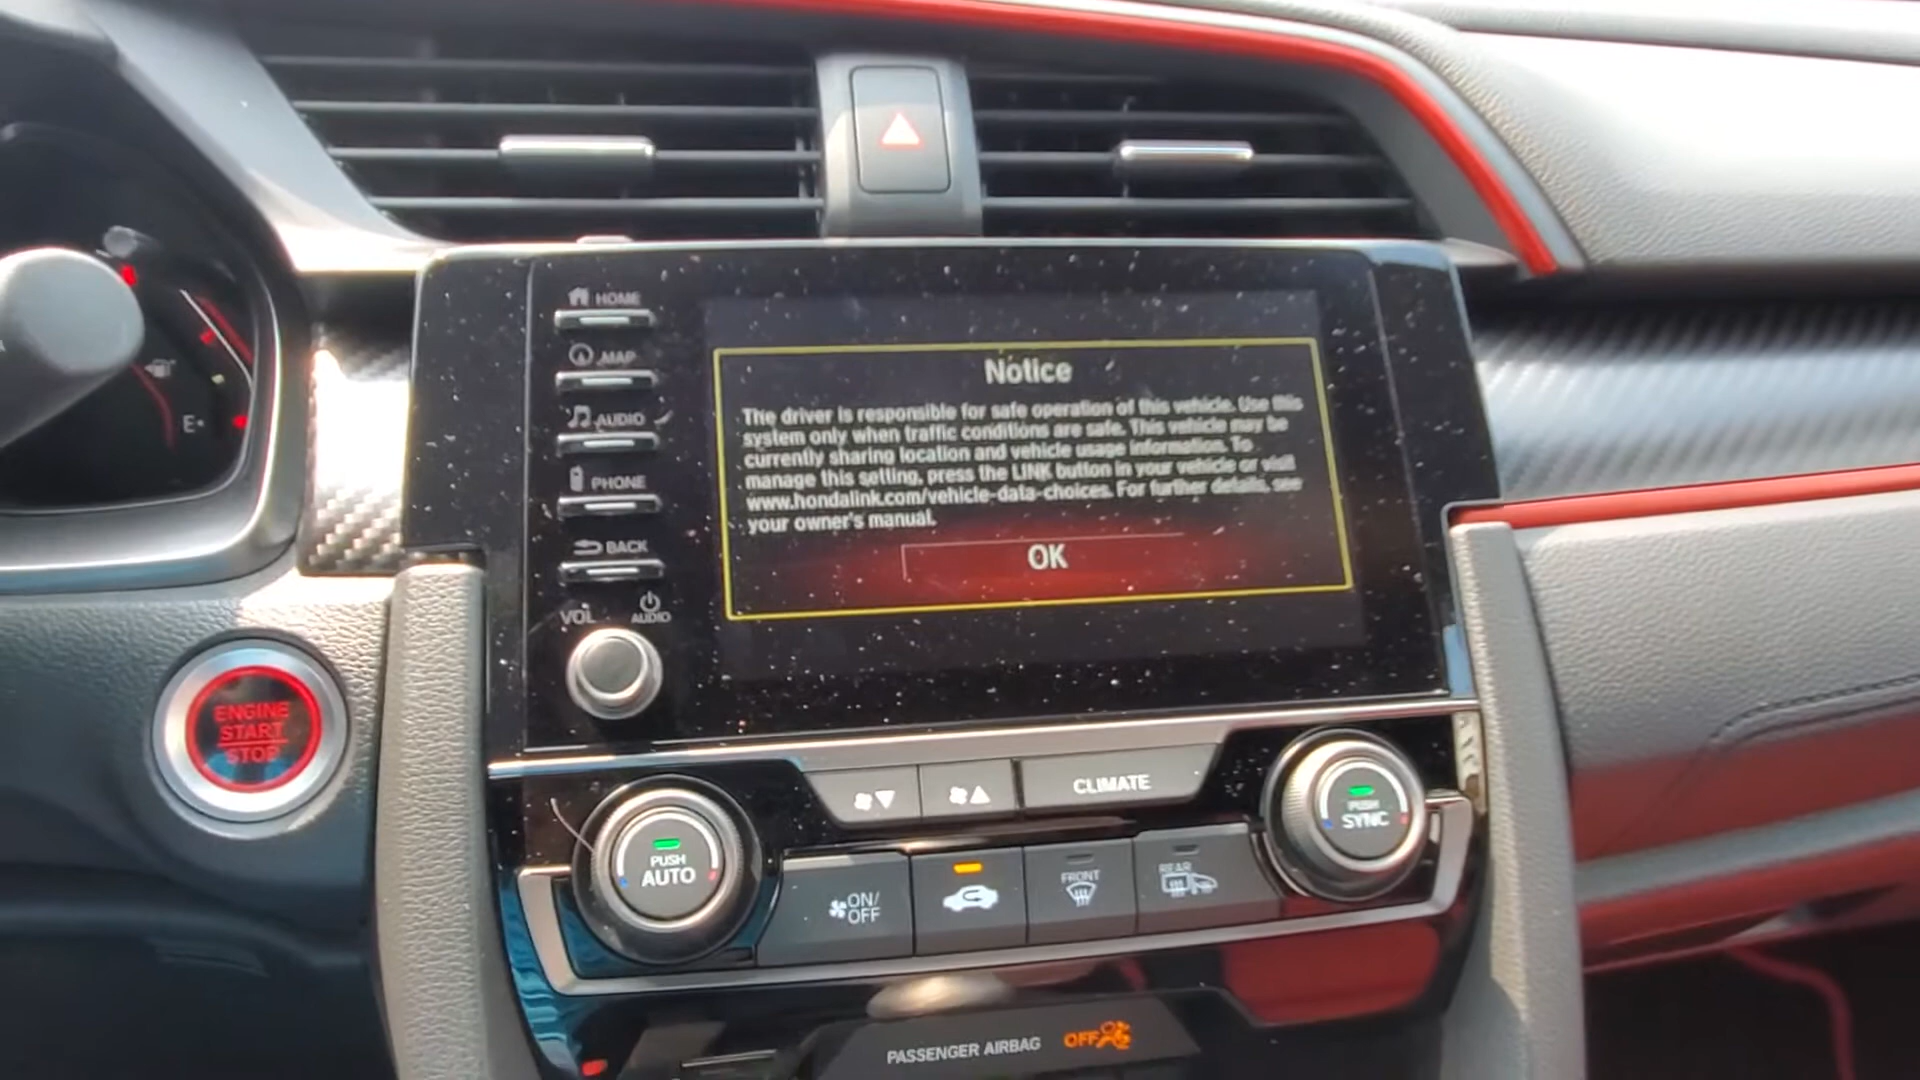 HOME
MAP
AUDIO
PHONE
BACK
VOL
AUDIO
Notice
The driver is responsible for safe operation of this vehicle. Use this
system only when traffic conditions are safe. This vehicle may be
currently sharing location and vehicle usage information. To
manage this setting, press the LINK button in your vehicle or visit
www.hondalink.com/vehicle-data-choices. For further details, see
your owner's manual.
OK
E
ENGINE
START
STOP
CLIMATE
PUSH
AUTO
PUSH
SYNC
ON/
OFF
FRONT
REAR
PASSENGER AIRBAG
OFF